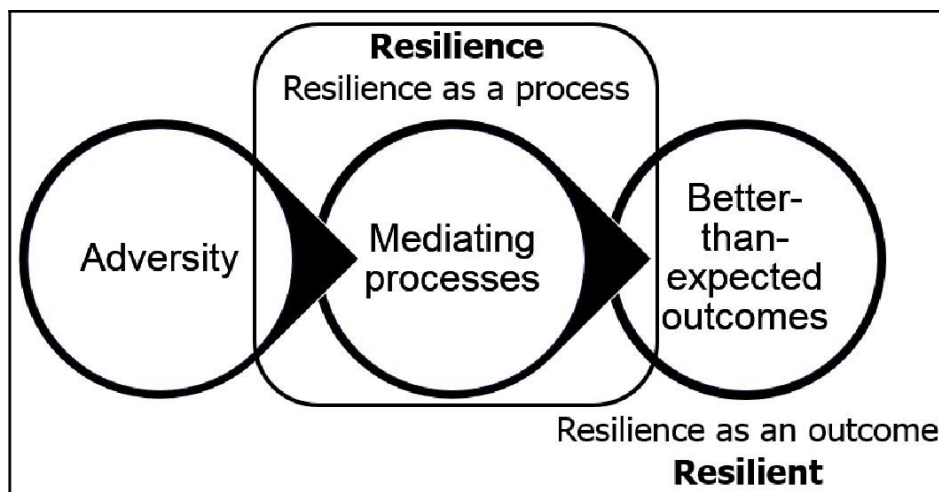 Resilience
Resilience as a process
Adversity
Mediating
processes
Better-
than-
expected
outcomes
Resilience as an outcome
Resilient